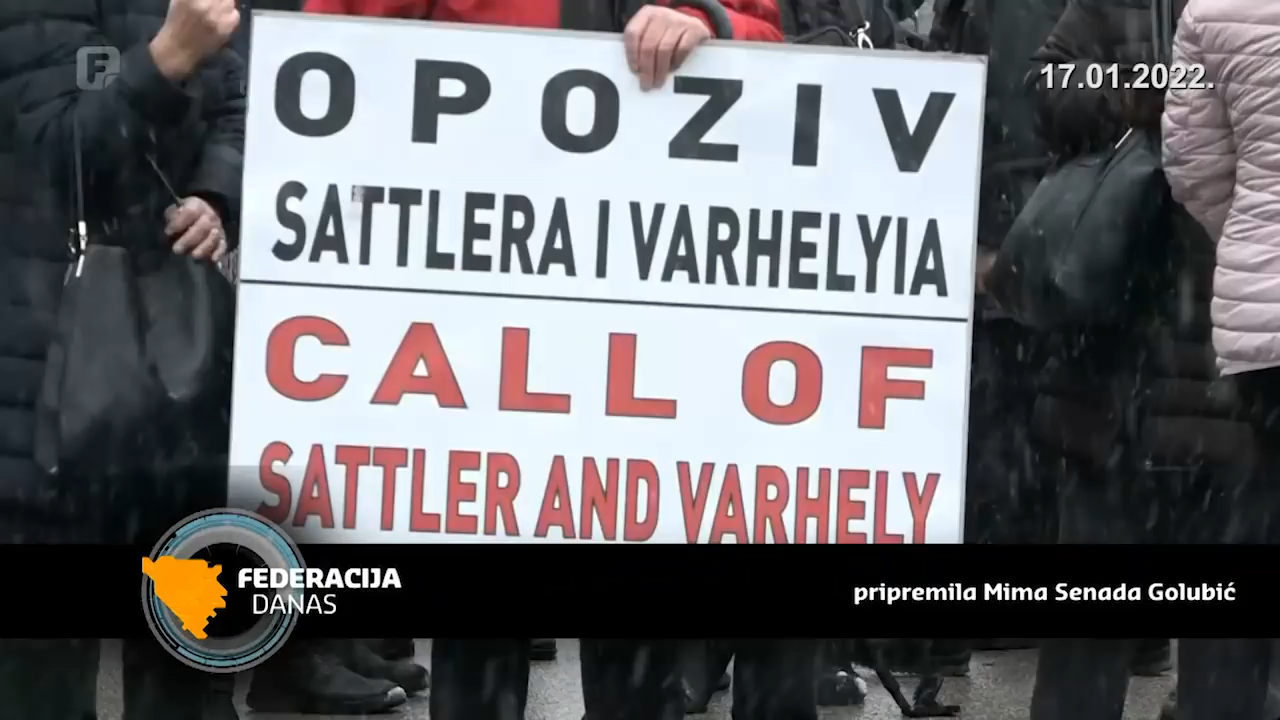 F
17.01.2022.
OPOZIV
SATTLERA I VARHELYIA
CALL OF
SATTLER AND VARHELY
FEDERACIJA
DANAS
pripremila Mima Senada Golubić